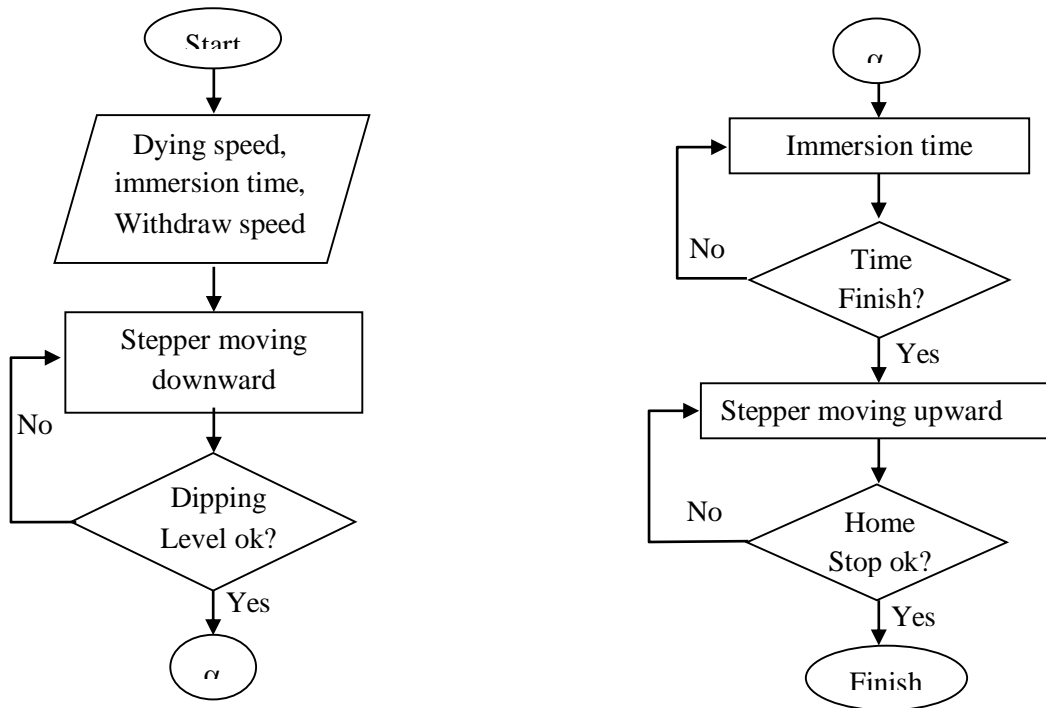 Start
Dying speed,
immersion time,
Withdraw speed
Stepper moving
downward
No
Dipping
Level ok?
Yes
α
α
Immersion time
No
Time
Finish?
Yes
Stepper moving upward
No
Home
Stop ok?
Yes
Finish